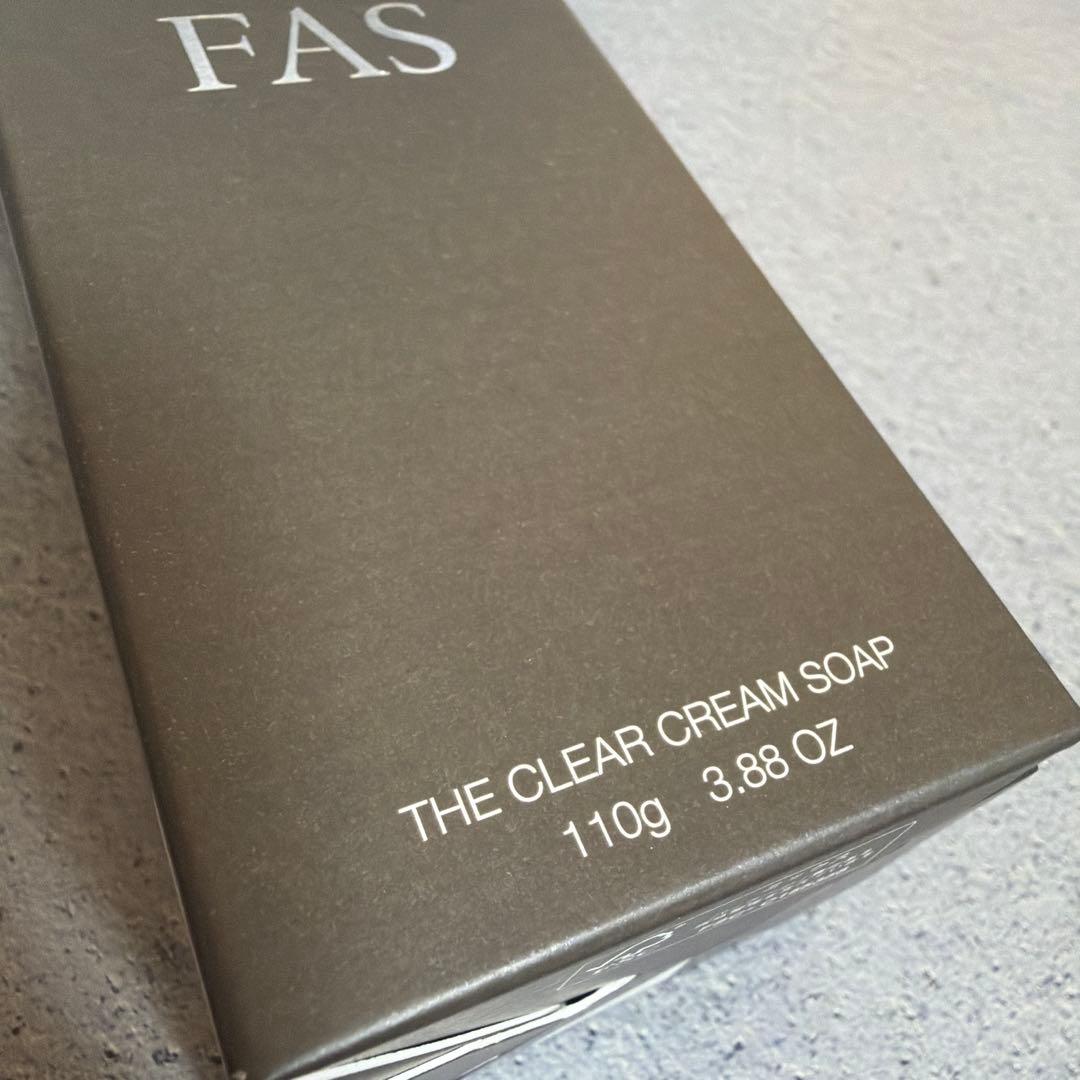 FAS
THE CLEAR CREAM SOAP
110g 3.88 OZ